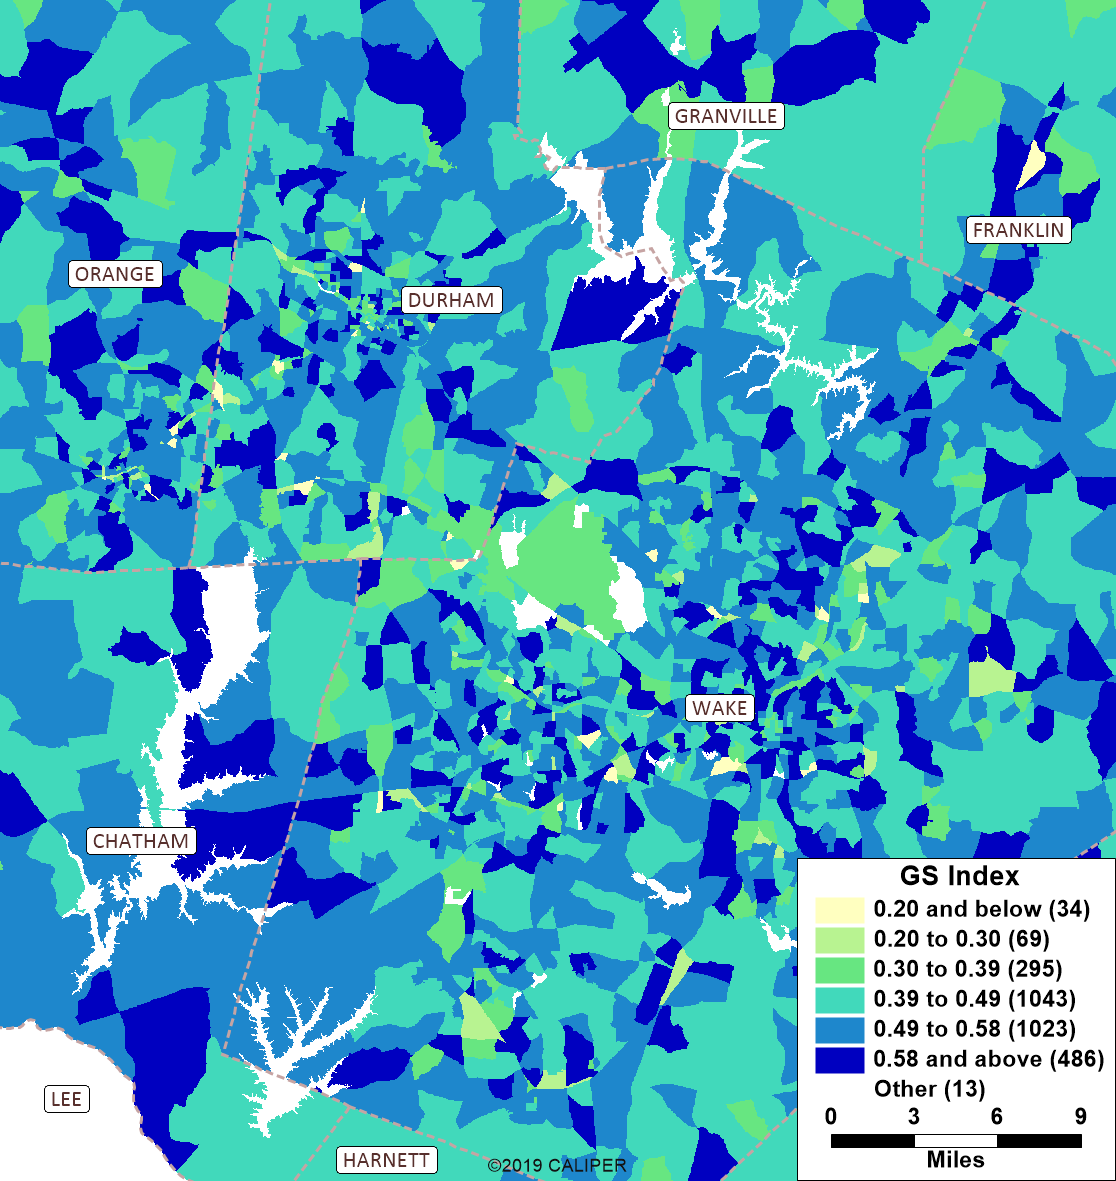 GRANVILLE
FRANKLIN
ORANGE
DURHAM
WAKE
CHATHAM
LEE
HARNETT
©2019 CALIPER
GS Index
0.20 and below (34)
0.20 to 0.30 (69)
0.30 to 0.39 (295)
0.39 to 0.49 (1043)
0.49 to 0.58 (1023)
0.58 and above (486)
Other (13)
0 3 6 9
Miles